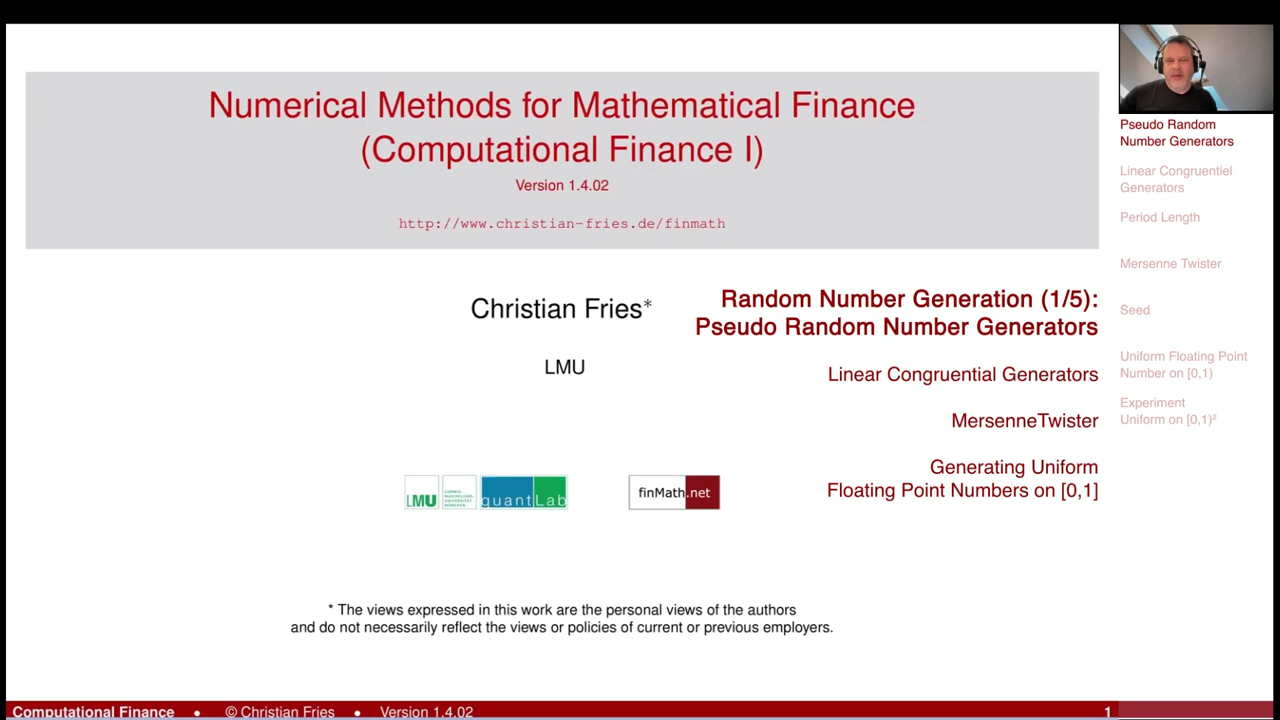 Numerical Methods for Mathematical Finance
(Computational Finance I)
Version 1.4.02
http://www.christian-fries.de/finmath
Christian Fries*
LMU
Random Number Generation (1/5):
Pseudo Random Number Generators
Linear Congruential Generators
MersenneTwister
Generating Uniform
Floating Point Numbers on [0,1]
LMU
LUDWIG
MAXIMILIANS
UNIVERSITÄT
MÜNCHEN
quantLab
finMath.net
* The views expressed in this work are the personal views of the authors
and do not necessarily reflect the views or policies of current or previous employers.
Pseudo Random
Number Generators
Linear Congruentiel
Generators
Period Length
Mersenne Twister
Seed
Uniform Floating Point
Number on [0,1)
Experiment
Uniform on [0,1)²
Computational Finance • © Christian Fries • Version 1.4.02
1